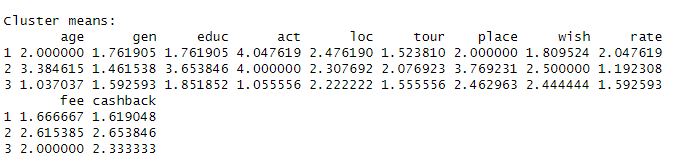 Cluster means:
age gen educ act loc tour place wish rate
1 2.000000 1.761905 1.761905 4.047619 2.476190 1.523810 2.000000 1.809524 2.047619
2 3.384615 1.461538 3.653846 4.000000 2.307692 2.076923 3.769231 2.500000 1.192308
3 1.037037 1.592593 1.851852 1.055556 2.222222 1.555556 2.462963 2.444444 1.592593
fee cashback
1 1.666667 1.619048
2 2.615385 2.653846
3 2.000000 2.333333